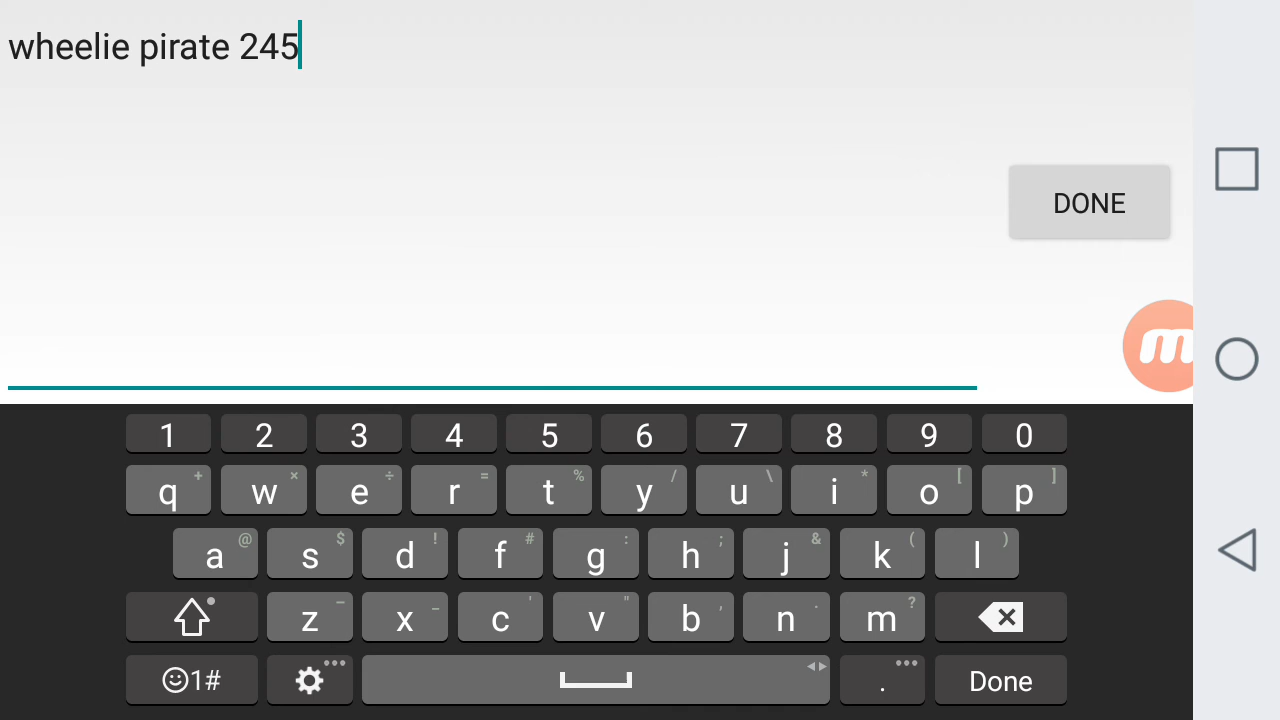 wheelie pirate 245
DONE
m
1 2 3 4 5 6 7 8 9 0
q + w × e ÷ r = t % y / u \ i * o [ p ]
a @ s $ d ! f # g : h ; j & k ( l )
z – x _ c ' v " b , n . m ?
☺1# ... ◂ ▸ . ... Done